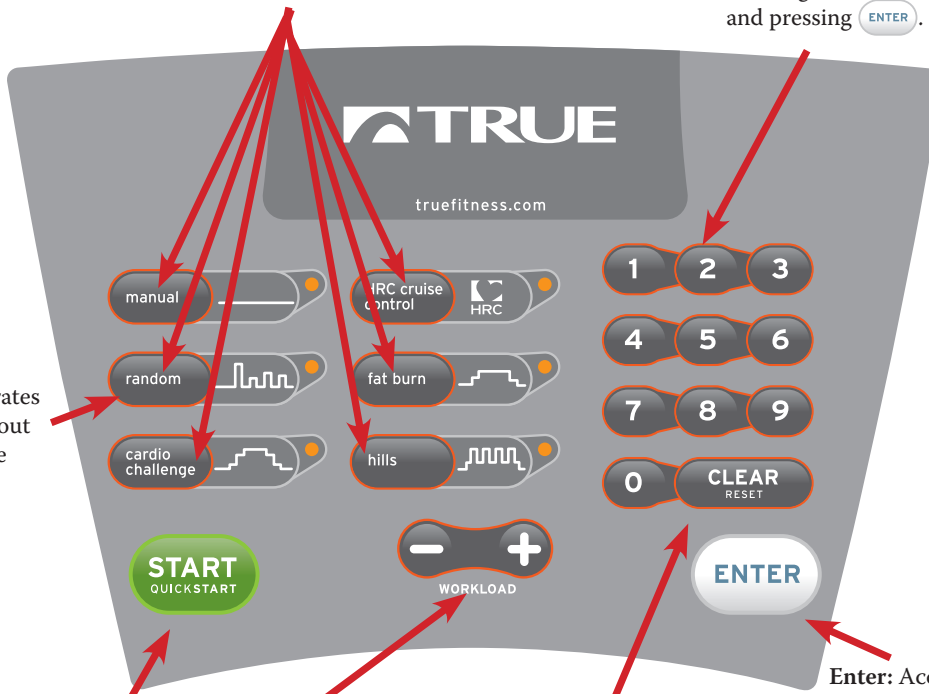 and pressing ENTER.
TRUE
truefitness.com
manual
HRC cruise
control
HRC
1 2 3
random
fat burn
4 5 6
out
cardio
challenge
hills
7 8 9
0 CLEAR
RESET
START
QUICKSTART
WORKLOAD
ENTER
Enter: